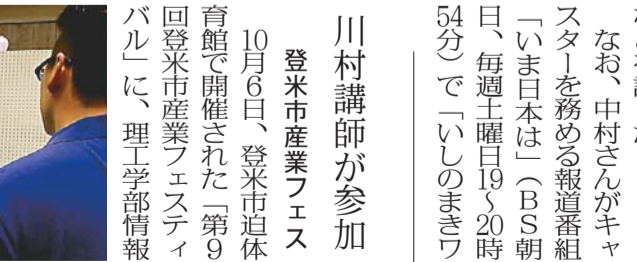 なお、中村さんがキャ
スターを務める報道番組
「いま日本は」（ＢＳ朝
日、毎週土曜日19～20時
54分）で「いしのまきワ
川村講師が参加
登米市産業フェス
10月６日、登米市迫体
育館で開催された「第９
回登米市産業フェスティ
バル」に、理工学部情報